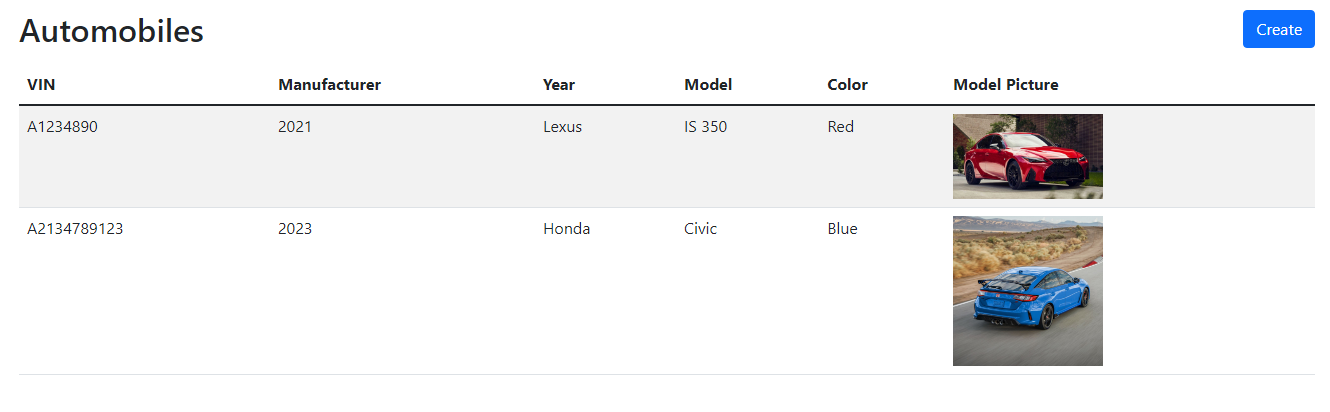 Automobiles
Create
VIN Manufacturer Year Model Color Model Picture
A1234890 2021 Lexus IS 350 Red
A2134789123 2023 Honda Civic Blue